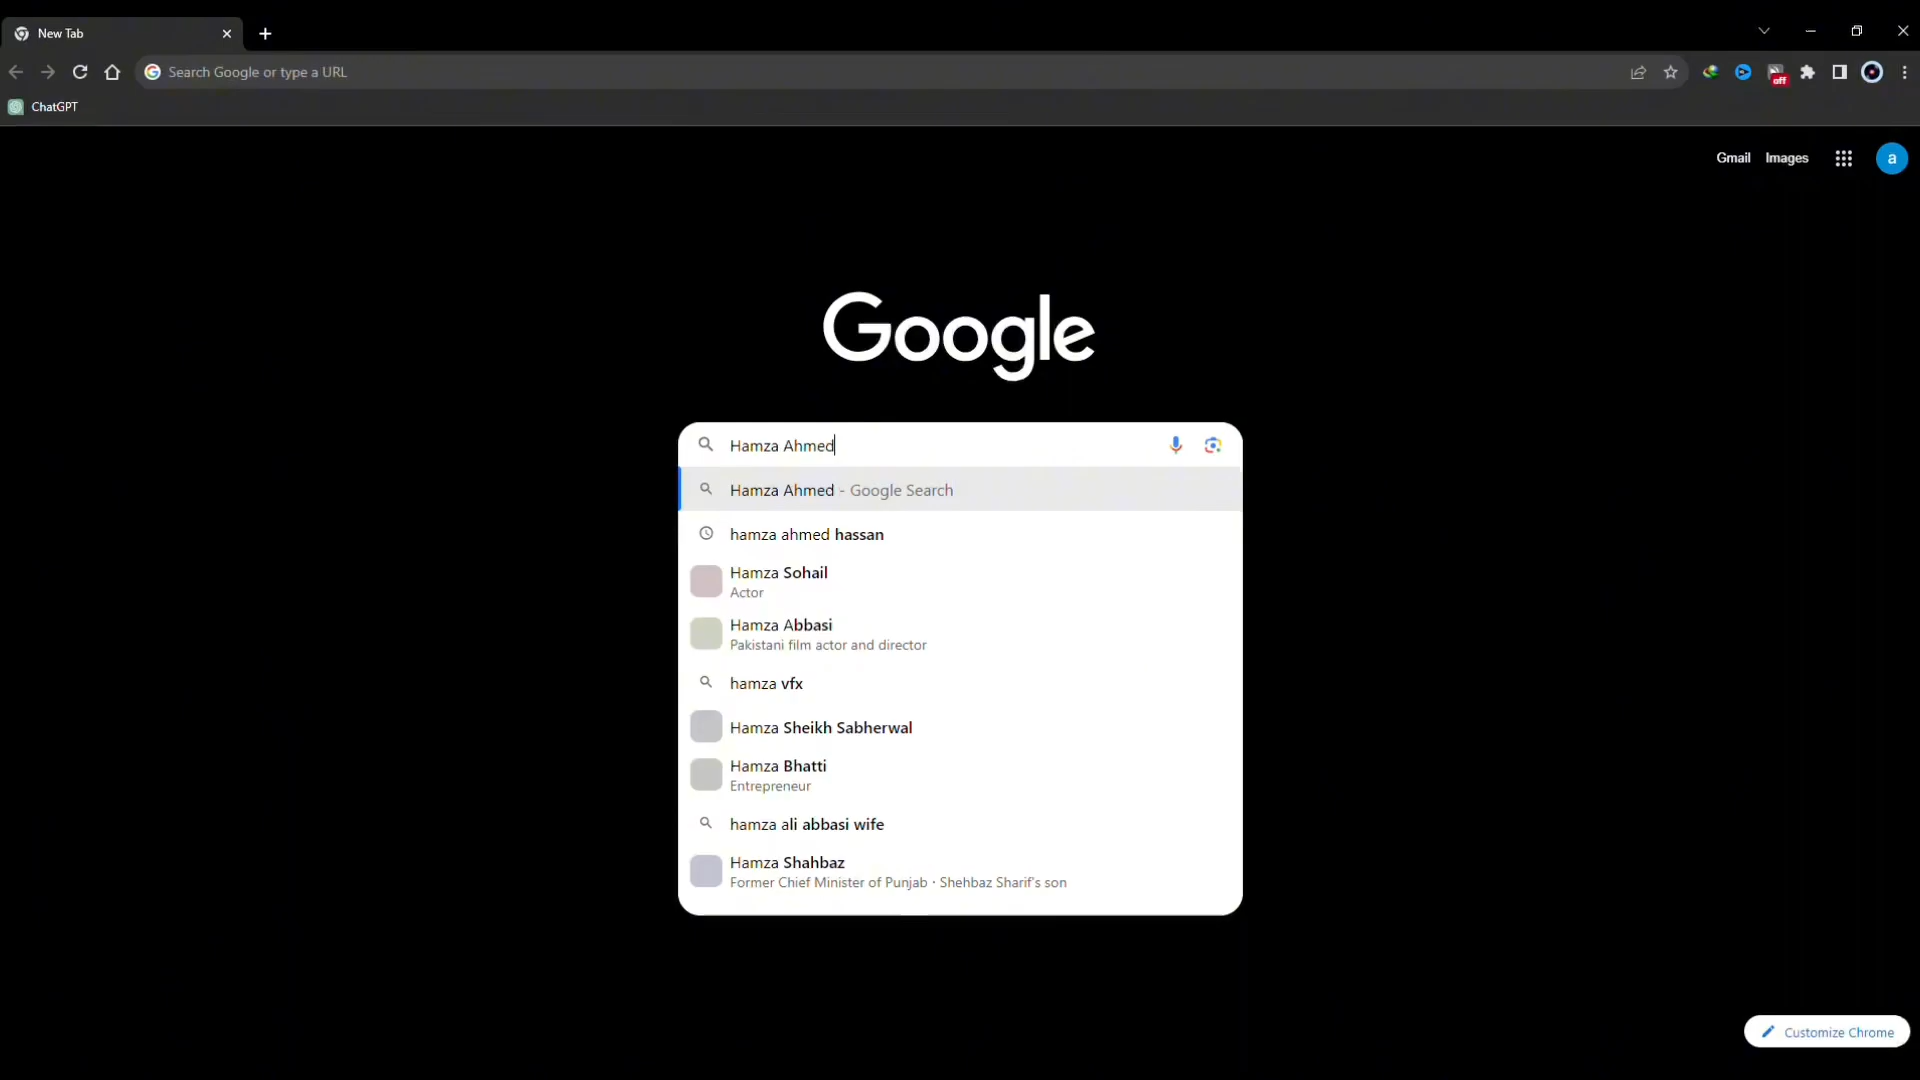 New Tab
Search Google or type a URL
off
ChatGPT
Gmail Images
a
Google
Hamza Ahmed
Hamza Ahmed - Google Search
hamza ahmed hassan
Hamza Sohail
Actor
Hamza Abbasi
Pakistani film actor and director
hamza vfx
Hamza Sheikh Sabherwal
Hamza Bhatti
Entrepreneur
hamza ali abbasi wife
Hamza Shahbaz
Former Chief Minister of Punjab · Shehbaz Sharif's son
Customize Chrome